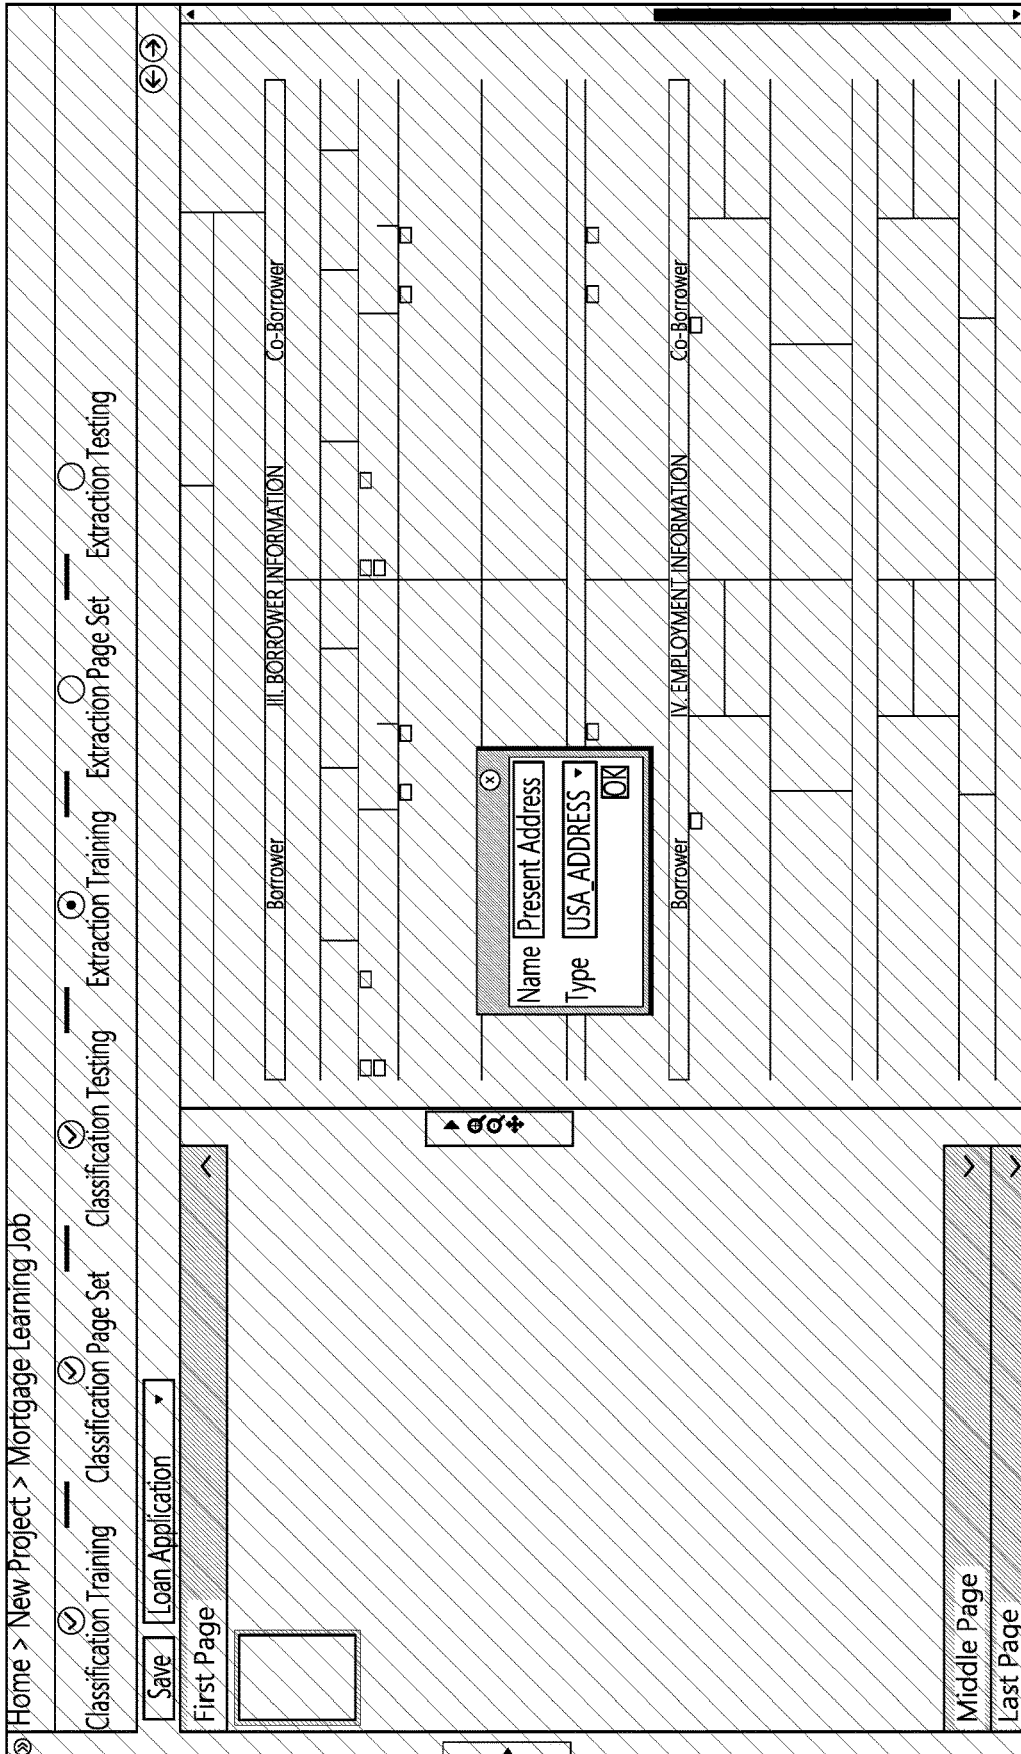 Home > New Project > Mortgage Learning Job
Classification Training Classification Page Set Classification Testing Extraction Training Extraction Page Set Extraction Testing
Save Loan Application
First Page
Middle Page
Last Page
Borrower III. BORROWER INFORMATION Co-Borrower
Name Present Address
Type USA_ADDRESS
OK
Borrower IV. EMPLOYMENT INFORMATION Co-Borrower